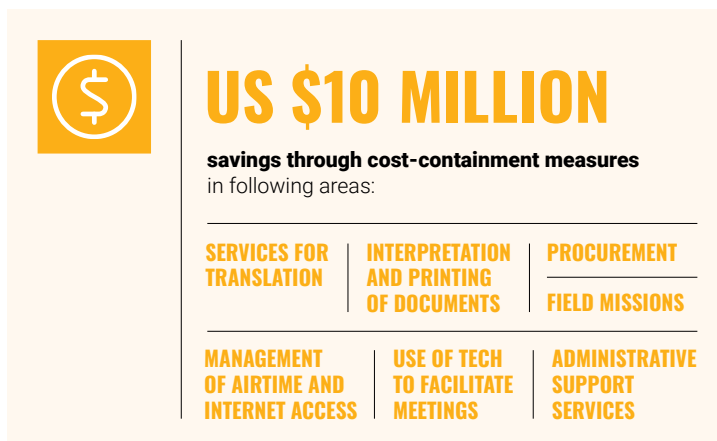 $
US $10 MILLION
savings through cost-containment measures
in following areas:
SERVICES FOR
TRANSLATION
INTERPRETATION
AND PRINTING
OF DOCUMENTS
PROCUREMENT
FIELD MISSIONS
MANAGEMENT
OF AIRTIME AND
INTERNET ACCESS
USE OF TECH
TO FACILITATE
MEETINGS
ADMINISTRATIVE
SUPPORT
SERVICES